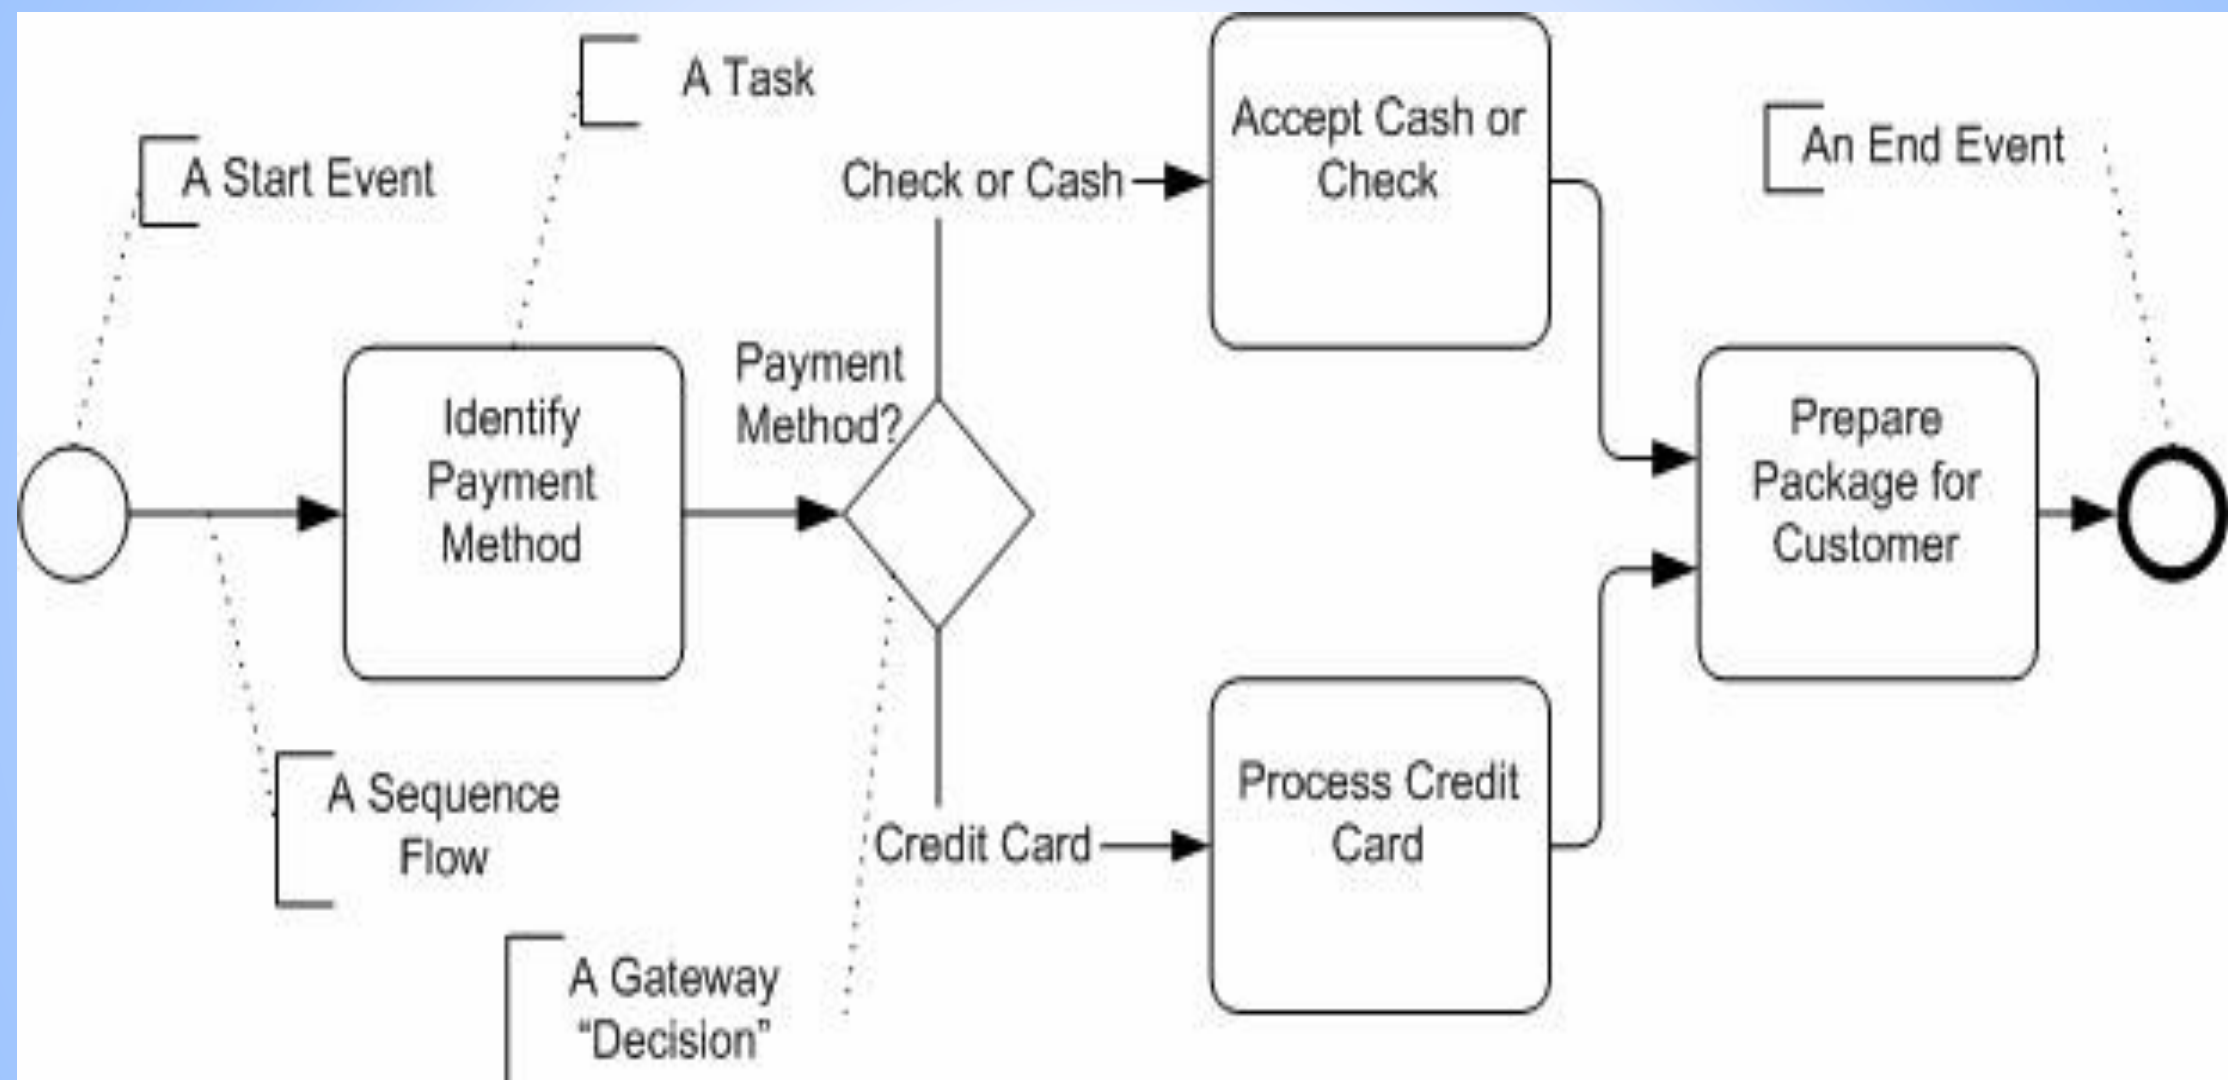 A Task
A Start Event
Check or Cash
Accept Cash or
Check
An End Event
Identify
Payment
Method
Payment
Method?
Prepare
Package for
Customer
A Sequence
Flow
Credit Card
Process Credit
Card
A Gateway
“Decision”